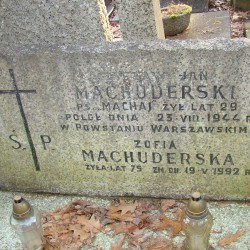 JAN
MACHUDERSKI
PS. "MACHAJ" ŻYŁ LAT 29
POLEGŁ DNIA 25-VIII-1944 R.
W POWSTANIU WARSZAWSKIM
Ś P.
ZOFIA
MACHUDERSKA
ŻYŁA LAT 75 ZM. DN. 19-V-1992 R.